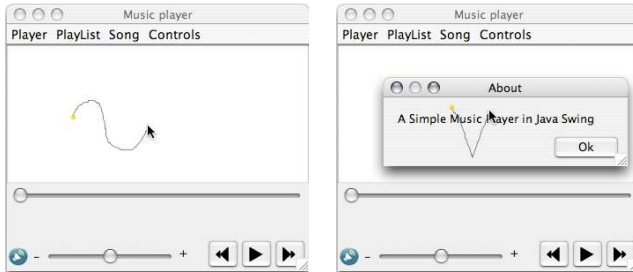 Music player
Player PlayList Song Controls
- +
Music player
Player PlayList Song Controls
About
A Simple Music Player in Java Swing
Ok
- +